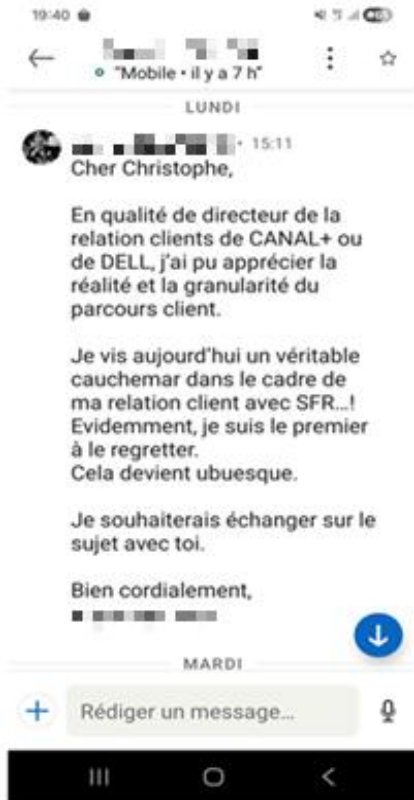 19:40
"Mobile • il y a 7 h"
LUNDI
• 15:11
Cher Christophe,
En qualité de directeur de la
relation clients de CANAL+ ou
de DELL, j'ai pu apprécier la
réalité et la granularité du
parcours client.
Je vis aujourd'hui un véritable
cauchemar dans le cadre de
ma relation client avec SFR...!
Evidemment, je suis le premier
à le regretter.
Cela devient ubuesque.
Je souhaiterais échanger sur le
sujet avec toi.
Bien cordialement,
MARDI
Rédiger un message...